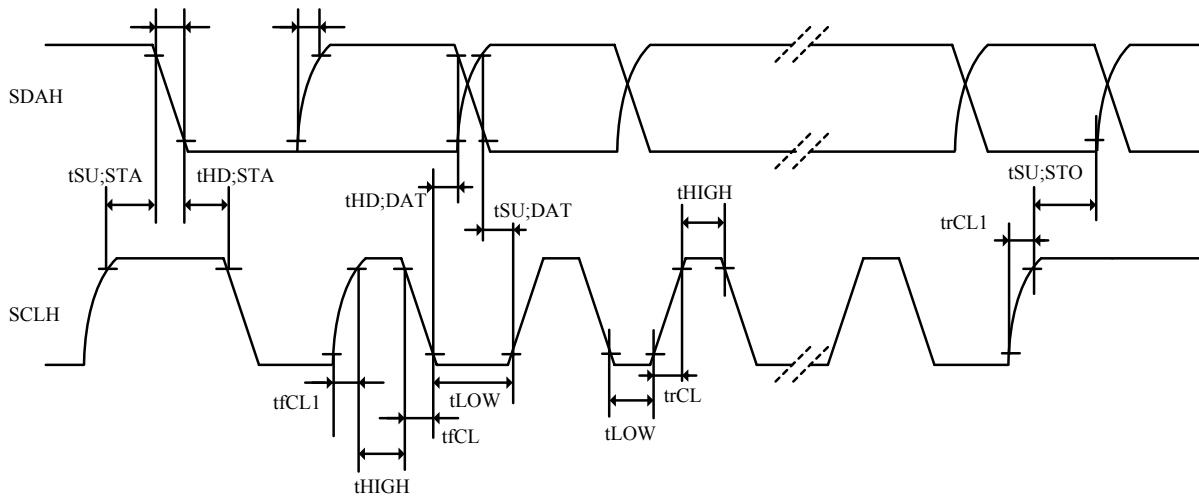 SDAH
tSU;STA
tHD;STA
tHD;DAT
tSU;DAT
tHIGH
tSU;STO
trCL1
SCLH
tfCL1
tHIGH
tfCL
tLOW
tLOW
trCL